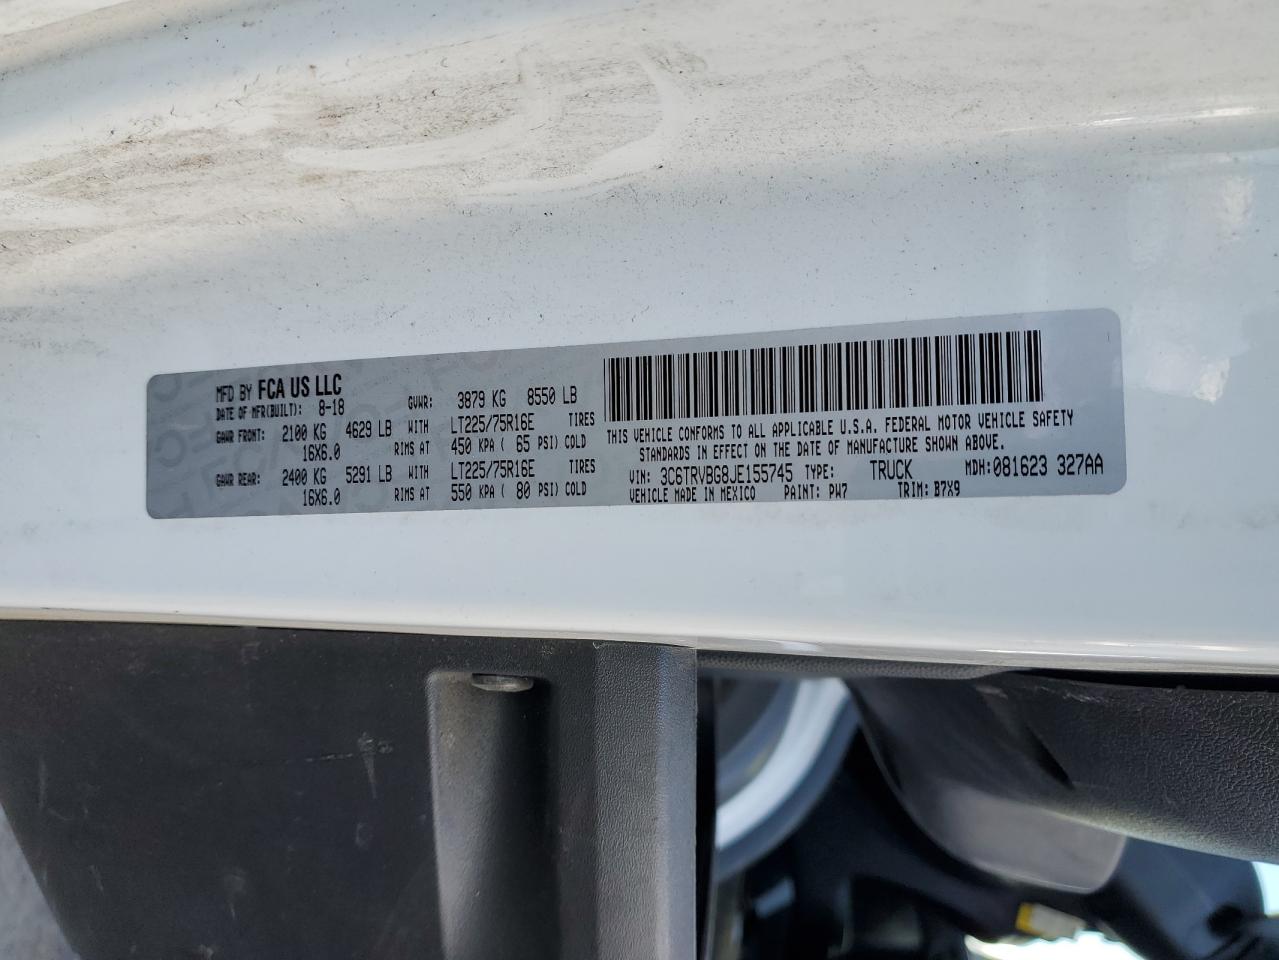 MFD BY FCA US LLC
DATE OF MFR(BUILT): 8-18 GVWR: 3879 KG 8550 LB
GAWR FRONT: 2100 KG 4629 LB WITH LT225/75R16E TIRES
16X6.0 RIMS AT 450 KPA ( 65 PSI) COLD
GAWR REAR: 2400 KG 5291 LB WITH LT225/75R16E TIRES
16X6.0 RIMS AT 550 KPA ( 80 PSI) COLD
THIS VEHICLE CONFORMS TO ALL APPLICABLE U.S.A. FEDERAL MOTOR VEHICLE SAFETY
STANDARDS IN EFFECT ON THE DATE OF MANUFACTURE SHOWN ABOVE.
VIN: 3C6TRVBG8JE155745 TYPE: TRUCK MDH: 081623 327AA
VEHICLE MADE IN MEXICO PAINT: PW7 TRIM: B7X9